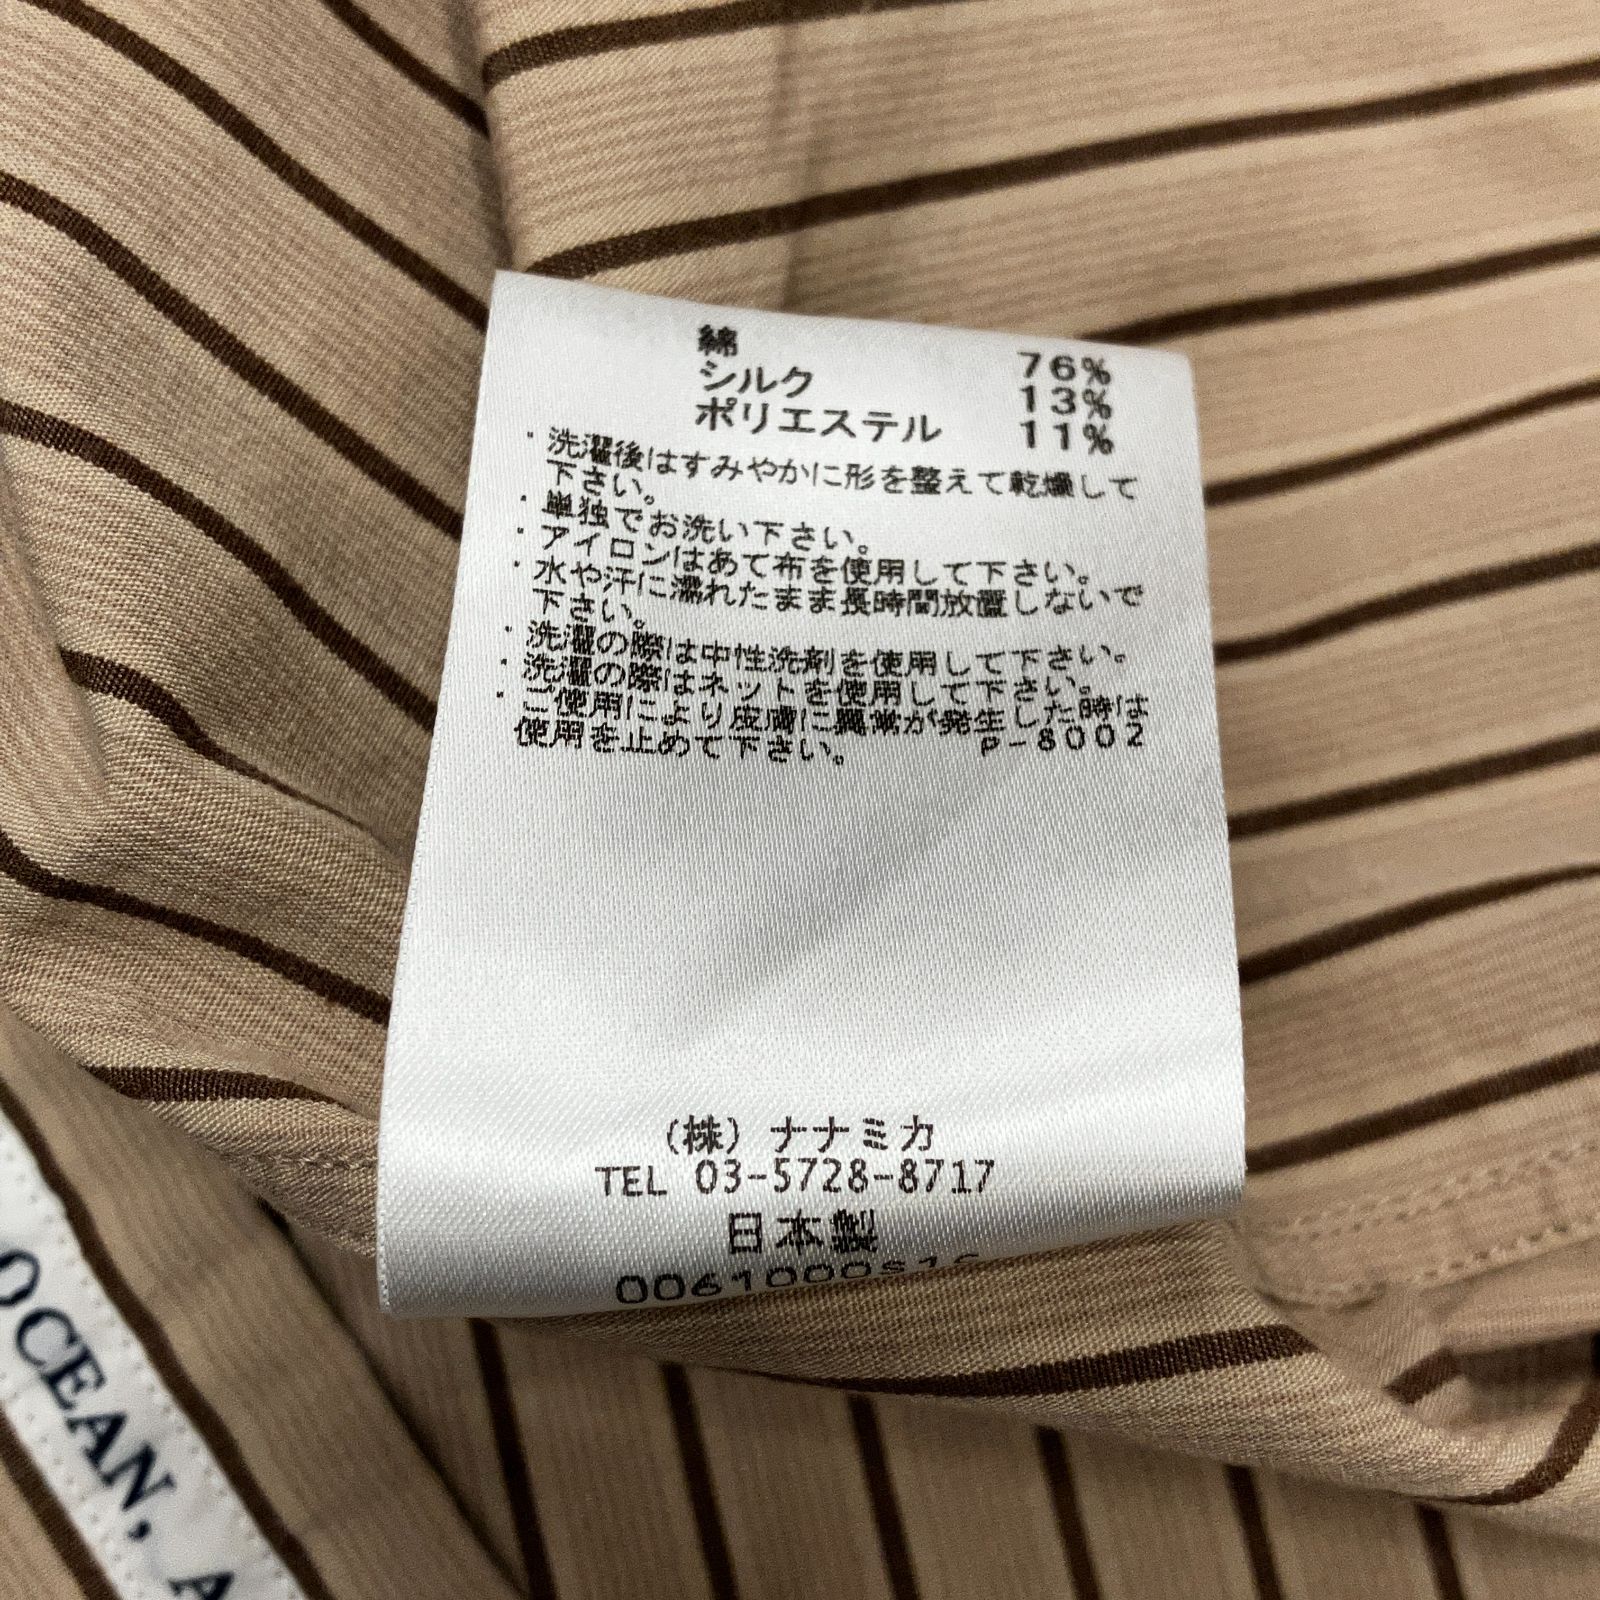 綿 76%
シルク 13%
ポリエステル 11%
・洗濯後はすみやかに形を整えて乾燥して
下さい。
・単独でお洗い下さい。
・アイロンはあて布を使用して下さい。
・水や汗に濡れたまま長時間放置しないで
下さい。
・洗濯の際は中性洗剤を使用して下さい。
・洗濯の際はネットを使用して下さい。
・ご使用により皮膚に異常が発生した時は
使用を止めて下さい。 P-8002
(株) ナナミカ
TEL 03-5728-8717
日本製
OCEAN,